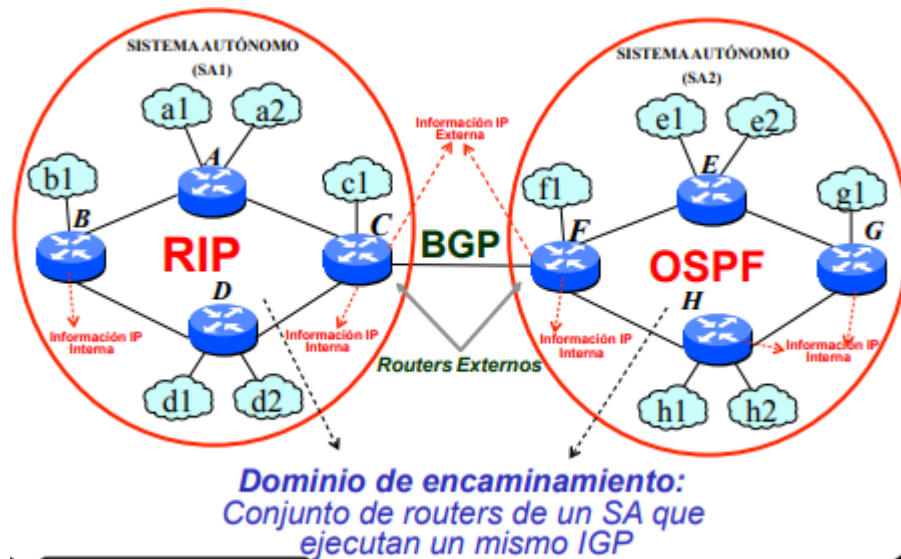 SISTEMA AUTÓNOMO
(SA1)
a1
a2
A
b1
B
c1
C
RIP
D
d1
d2
Información IP
Interna
Información IP
Interna
Información IP
Externa
BGP
Routers Externos
SISTEMA AUTÓNOMO
(SA2)
e1
e2
E
f1
F
g1
G
OSPF
H
h1
h2
Información IP
Interna
Información IP
Interna
Dominio de encaminamiento:
Conjunto de routers de un SA que
ejecutan un mismo IGP